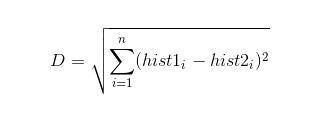 D = \sqrt{\sum_{i=1}^{n} (hist1_i - hist2_i)^2}